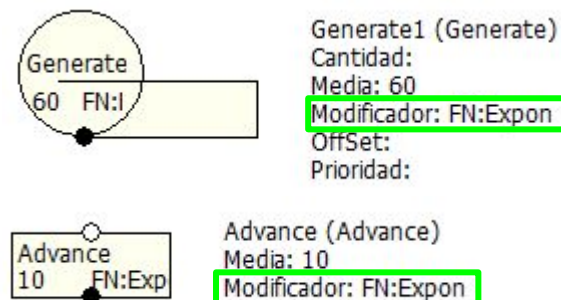 Generate
60 FN:I
Generate1 (Generate)
Cantidad:
Media: 60
Modificador: FN:Expon
OffSet:
Prioridad:
Advance
10 FN:Exp
Advance (Advance)
Media: 10
Modificador: FN:Expon